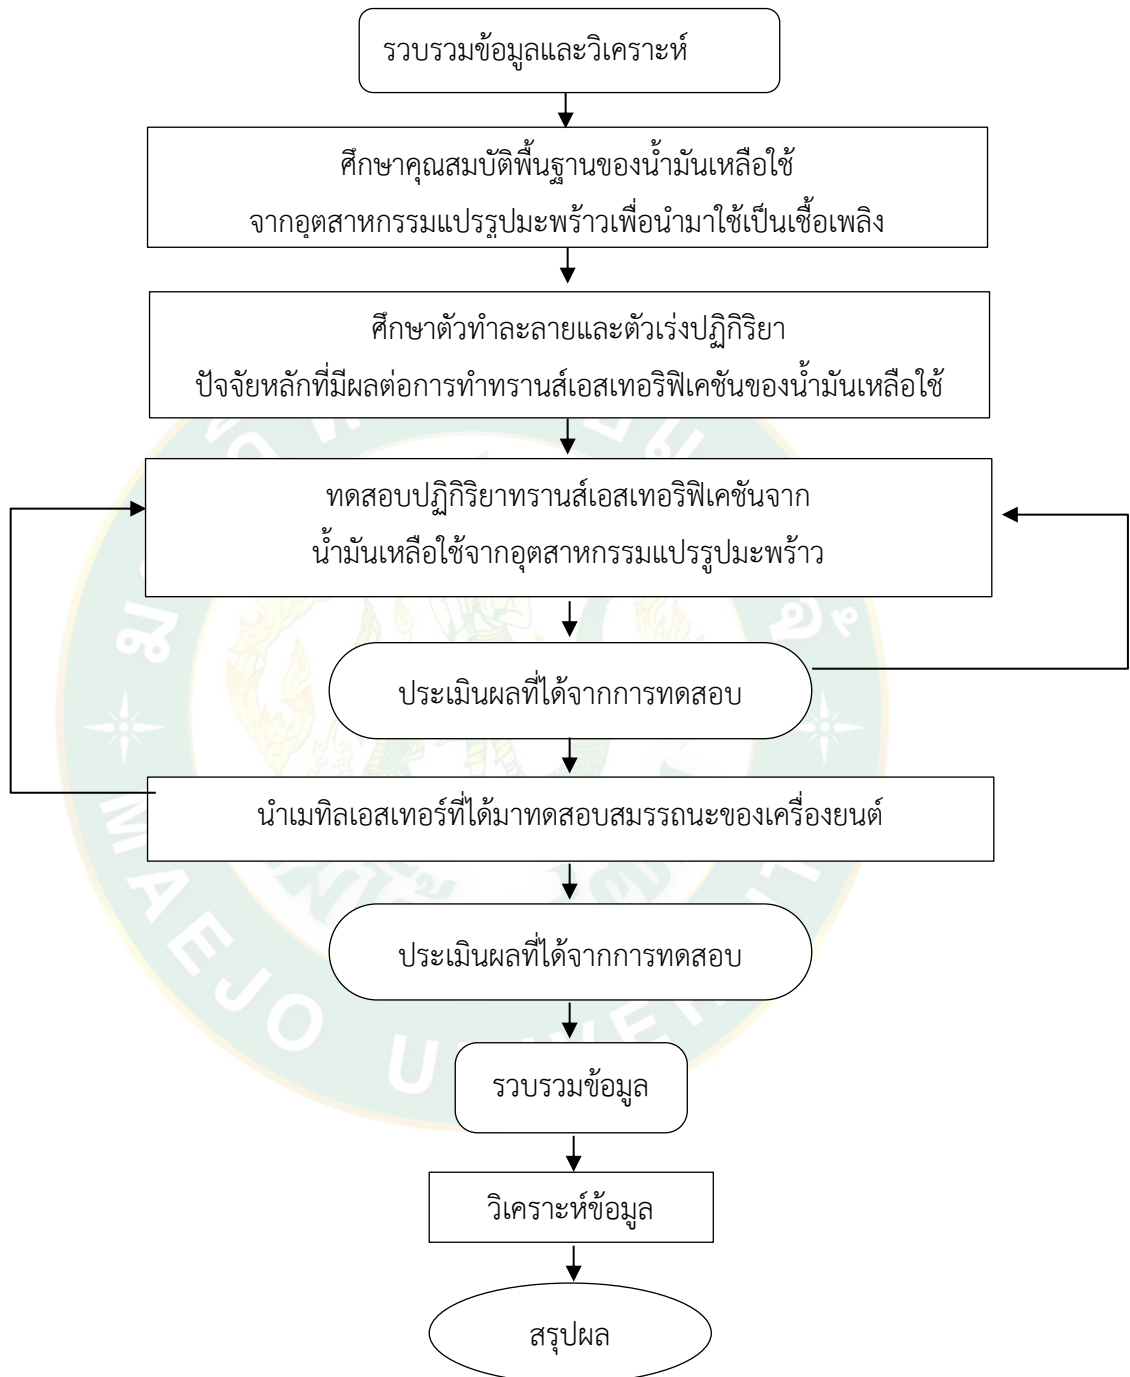 รวบรวมข้อมูลและวิเคราะห์
ศึกษาคุณสมบัติพื้นฐานของน้ำมันเหลือใช้
จากอุตสาหกรรมแปรรูปมะพร้าวเพื่อนำมาใช้เป็นเชื้อเพลิง
ศึกษาตัวทำละลายและตัวเร่งปฏิกิริยา
ปัจจัยหลักที่มีผลต่อการทำทรานส์เอสเทอริฟิเคชันของน้ำมันเหลือใช้
ทดสอบปฏิกิริยาทรานส์เอสเทอริฟิเคชันจาก
น้ำมันเหลือใช้จากอุตสาหกรรมแปรรูปมะพร้าว
ประเมินผลที่ได้จากการทดสอบ
นำเมทิลเอสเทอร์ที่ได้มาทดสอบสมรรถนะของเครื่องยนต์
ประเมินผลที่ได้จากการทดสอบ
รวบรวมข้อมูล
วิเคราะห์ข้อมูล
สรุปผล
MAEJO